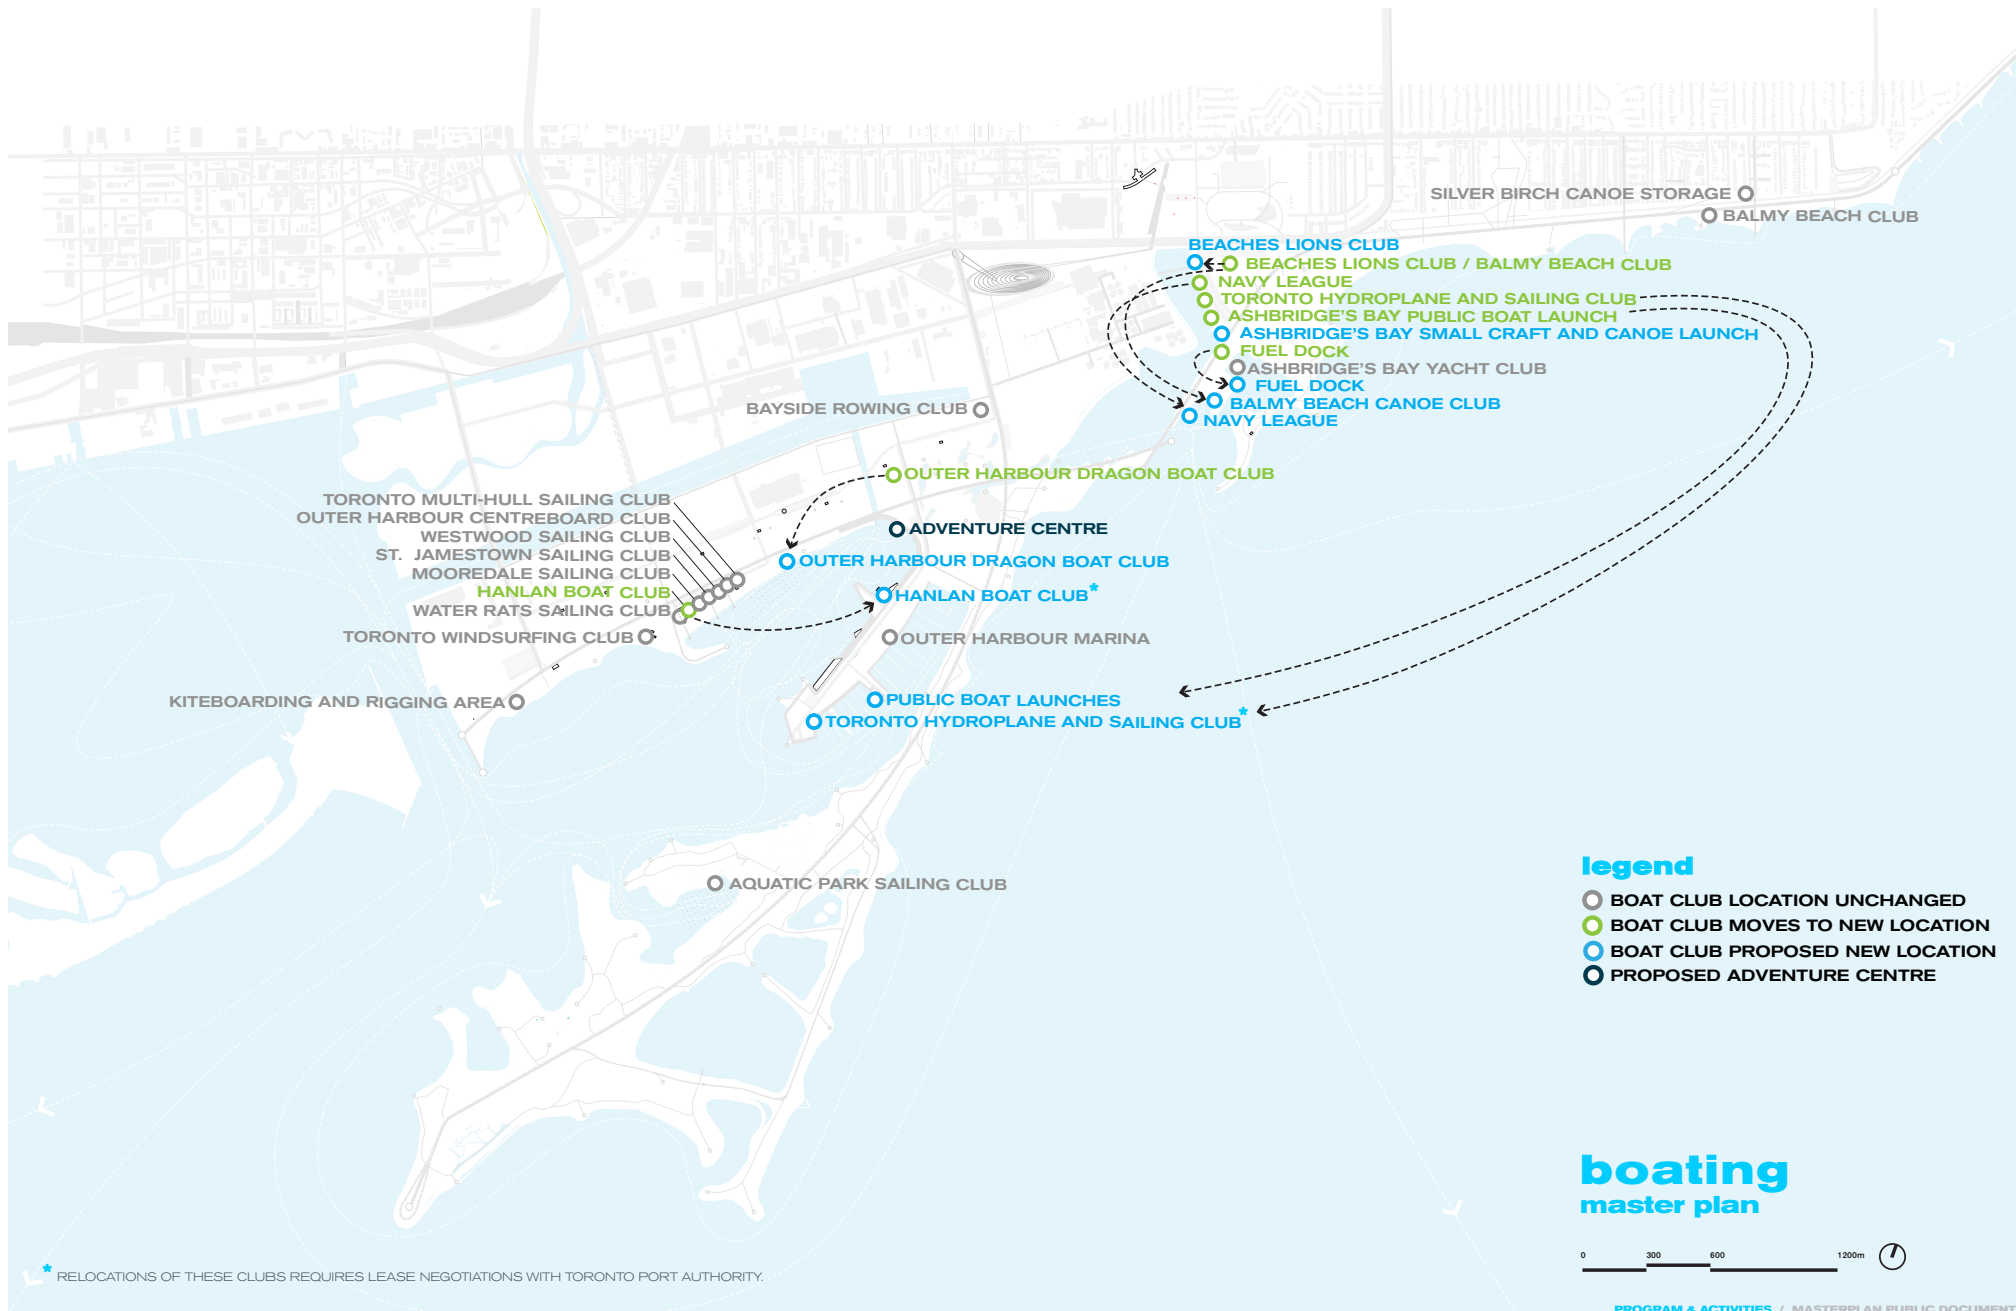 SILVER BIRCH CANOE STORAGE
BALMY BEACH CLUB
BEACHES LIONS CLUB
BEACHES LIONS CLUB / BALMY BEACH CLUB
NAVY LEAGUE
TORONTO HYDROPLANE AND SAILING CLUB
ASHBRIDGE'S BAY PUBLIC BOAT LAUNCH
ASHBRIDGE'S BAY SMALL CRAFT AND CANOE LAUNCH
FUEL DOCK
ASHBRIDGE'S BAY YACHT CLUB
FUEL DOCK
BALMY BEACH CANOE CLUB
NAVY LEAGUE
BAYSIDE ROWING CLUB
OUTER HARBOUR DRAGON BOAT CLUB
TORONTO MULTI-HULL SAILING CLUB
OUTER HARBOUR CENTREBOARD CLUB
WESTWOOD SAILING CLUB
ST. JAMESTOWN SAILING CLUB
MOOREDALE SAILING CLUB
HANLAN BOAT CLUB
WATER RATS SAILING CLUB
TORONTO WINDSURFING CLUB
KITEBOARDING AND RIGGING AREA
ADVENTURE CENTRE
OUTER HARBOUR DRAGON BOAT CLUB
HANLAN BOAT CLUB*
OUTER HARBOUR MARINA
PUBLIC BOAT LAUNCHES
TORONTO HYDROPLANE AND SAILING CLUB*
AQUATIC PARK SAILING CLUB
legend
BOAT CLUB LOCATION UNCHANGED
BOAT CLUB MOVES TO NEW LOCATION
BOAT CLUB PROPOSED NEW LOCATION
PROPOSED ADVENTURE CENTRE
boating
master plan
0 300 600 1200m
* RELOCATIONS OF THESE CLUBS REQUIRES LEASE NEGOTIATIONS WITH TORONTO PORT AUTHORITY.
PROGRAM & ACTIVITIES / MASTERPLAN PUBLIC DOCUMENT